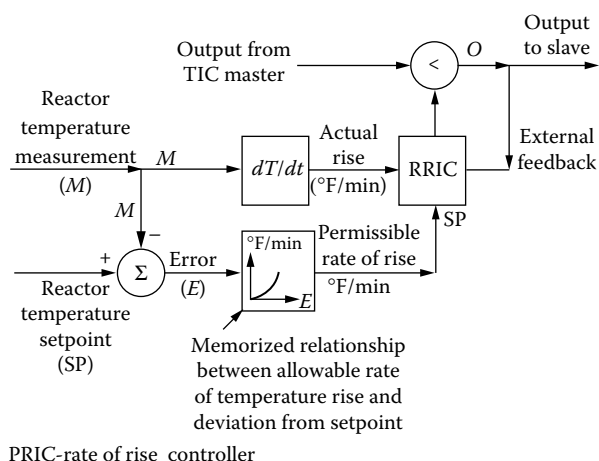 Output from
TIC master
<
O
Output
to slave
Reactor
temperature
measurement
(M)
M
dT/dt
Actual
rise
(°F/min)
RRIC
External
feedback
M
–
+
Σ
Error
(E)
°F/min
E
Permissible
rate of rise
°F/min
SP
Reactor
temperature
setpoint
(SP)
Memorized relationship
between allowable rate
of temperature rise and
deviation from setpoint
PRIC-rate of rise controller